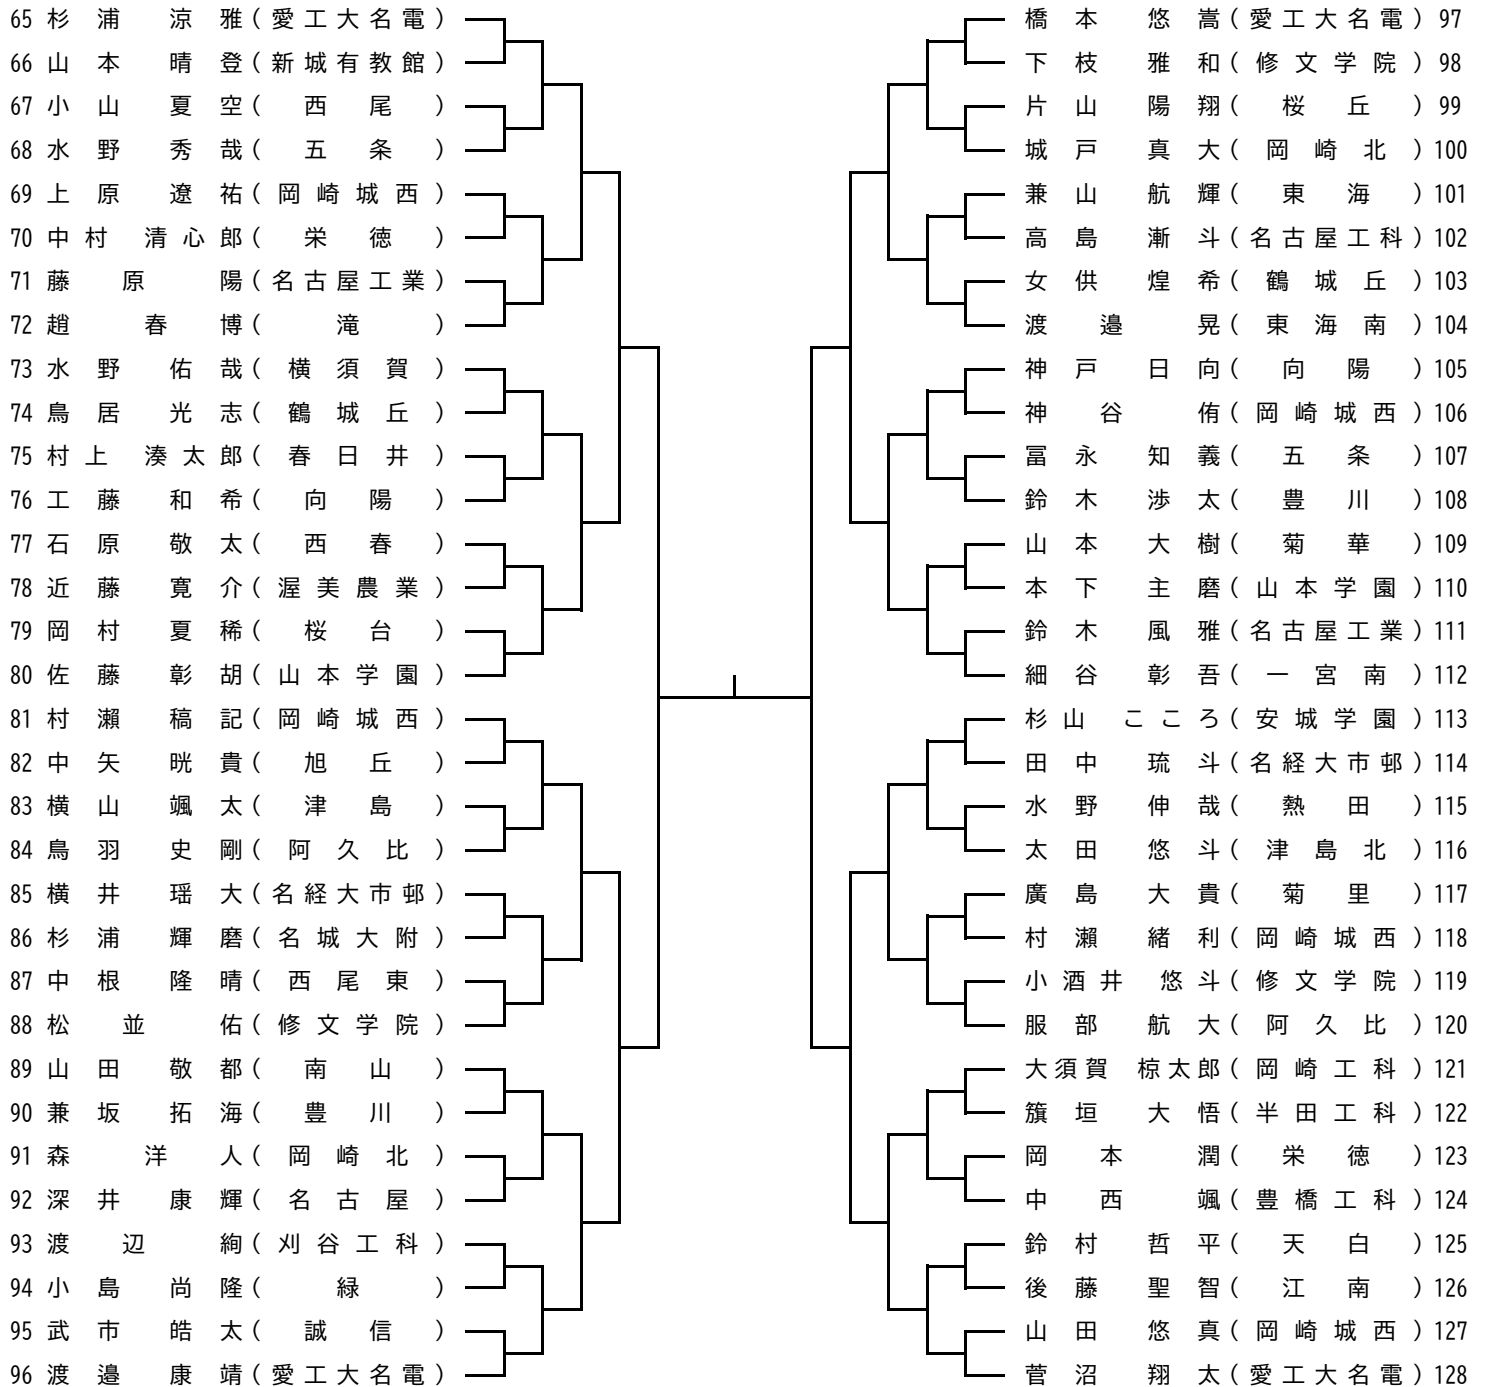 65 杉浦 涼雅(愛工大名電)
66 山本 晴登(新城有教館)
67 小山 夏空(西尾)
68 水野 秀哉(五条)
69 上原 遼祐(岡崎城西)
70 中村 清心郎(栄徳)
71 藤原 陽(名古屋工業)
72 趙 春博(滝)
73 水野 佑哉(横須賀)
74 鳥居 光志(鶴城丘)
75 村上 湊太郎(春日井)
76 工藤 和希(向陽)
77 石原 敬太(西春)
78 近藤 寛介(渥美農業)
79 岡村 夏稀(桜台)
80 佐藤 彰胡(山本学園)
81 村瀬 稿記(岡崎城西)
82 中矢 晄貴(旭丘)
83 横山 颯太(津島)
84 鳥羽 史剛(阿久比)
85 横井 瑶大(名経大市邨)
86 杉浦 輝磨(名城大附)
87 中根 隆晴(西尾東)
88 松並 佑(修文学院)
89 山田 敬都(南山)
90 兼坂 拓海(豊川)
91 森 洋人(岡崎北)
92 深井 康輝(名古屋)
93 渡辺 絢(刈谷工科)
94 小島 尚隆(緑)
95 武市 皓太(誠信)
96 渡邉 康靖(愛工大名電)
橋本 悠嵩(愛工大名電) 97
下枝 雅和(修文学院) 98
片山 陽翔(桜丘) 99
城戸 真大(岡崎北) 100
兼山 航輝(東海) 101
高島 漸斗(名古屋工科) 102
女供 煌希(鶴城丘) 103
渡邉 晃(東海南) 104
神戸 日向(向陽) 105
神谷 侑(岡崎城西) 106
冨永 知義(五条) 107
鈴木 渉太(豊川) 108
山本 大樹(菊華) 109
本下 主磨(山本学園) 110
鈴木 風雅(名古屋工業) 111
細谷 彰吾(一宮南) 112
杉山 こころ(安城学園) 113
田中 琉斗(名経大市邨) 114
水野 伸哉(熱田) 115
太田 悠斗(津島北) 116
廣島 大貴(菊里) 117
村瀬 緒利(岡崎城西) 118
小酒井 悠斗(修文学院) 119
服部 航大(阿久比) 120
大須賀 椋太郎(岡崎工科) 121
籏垣 大悟(半田工科) 122
岡本 潤(栄徳) 123
中西 颯(豊橋工科) 124
鈴村 哲平(天白) 125
後藤 聖智(江南) 126
山田 悠真(岡崎城西) 127
菅沼 翔太(愛工大名電) 128